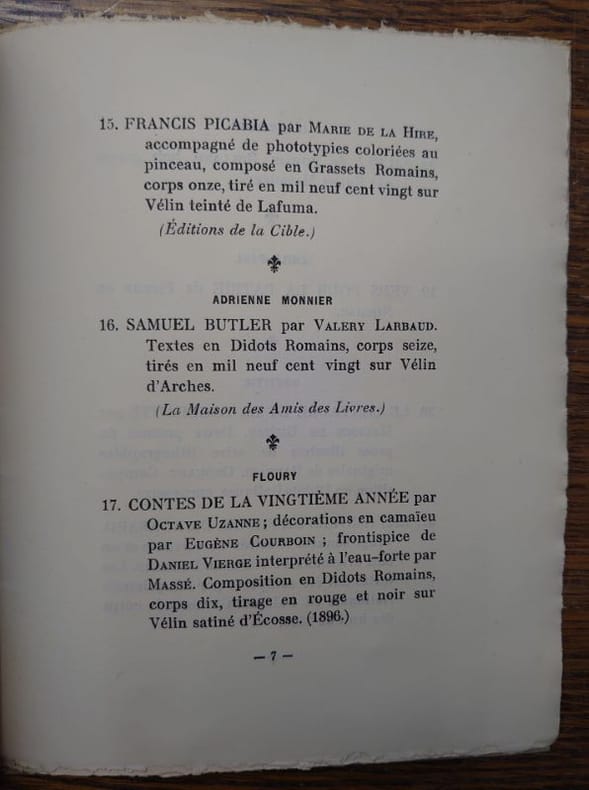 15. FRANCIS PICABIA par MARIE DE LA HIRE,
accompagné de phototypies coloriées au
pinceau, composé en Grassets Romains,
corps onze, tiré en mil neuf cent vingt sur
Vélin teinté de Lafuma.
(Éditions de la Cible.)
ADRIENNE MONNIER
16. SAMUEL BUTLER par VALERY LARBAUD.
Textes en Didots Romains, corps seize,
tirés en mil neuf cent vingt sur Vélin
d'Arches.
(La Maison des Amis des Livres.)
FLOURY
17. CONTES DE LA VINGTIÈME ANNÉE par
OCTAVE UZANNE ; décorations en camaïeu
par EUGÈNE COURBOIN ; frontispice de
DANIEL VIERGE interprété à l'eau-forte par
MASSÉ. Composition en Didots Romains,
corps dix, tirage en rouge et noir sur
Vélin satiné d'Écosse. (1896.)
— 7 —